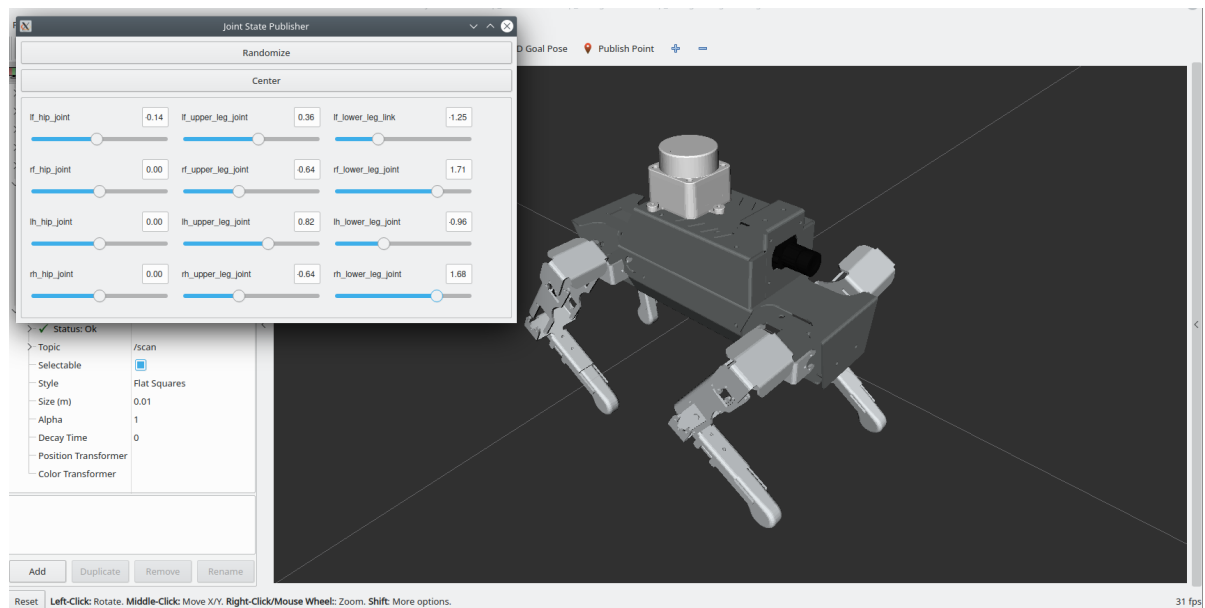 Joint State Publisher
Randomize
Center
lf_hip_joint -0.14 lf_upper_leg_joint 0.36 lf_lower_leg_link -1.25
rf_hip_joint 0.00 rf_upper_leg_joint -0.64 rf_lower_leg_joint 1.71
lh_hip_joint 0.00 lh_upper_leg_joint 0.82 lh_lower_leg_joint -0.96
rh_hip_joint 0.00 rh_upper_leg_joint -0.64 rh_lower_leg_joint 1.68
D Goal Pose Publish Point
Status: Ok
Topic /scan
Selectable
Style Flat Squares
Size (m) 0.01
Alpha 1
Decay Time 0
Position Transformer
Color Transformer
Add Duplicate Remove Rename
Reset Left-Click: Rotate. Middle-Click: Move X/Y. Right-Click/Mouse Wheel:: Zoom. Shift: More options. 31 fps